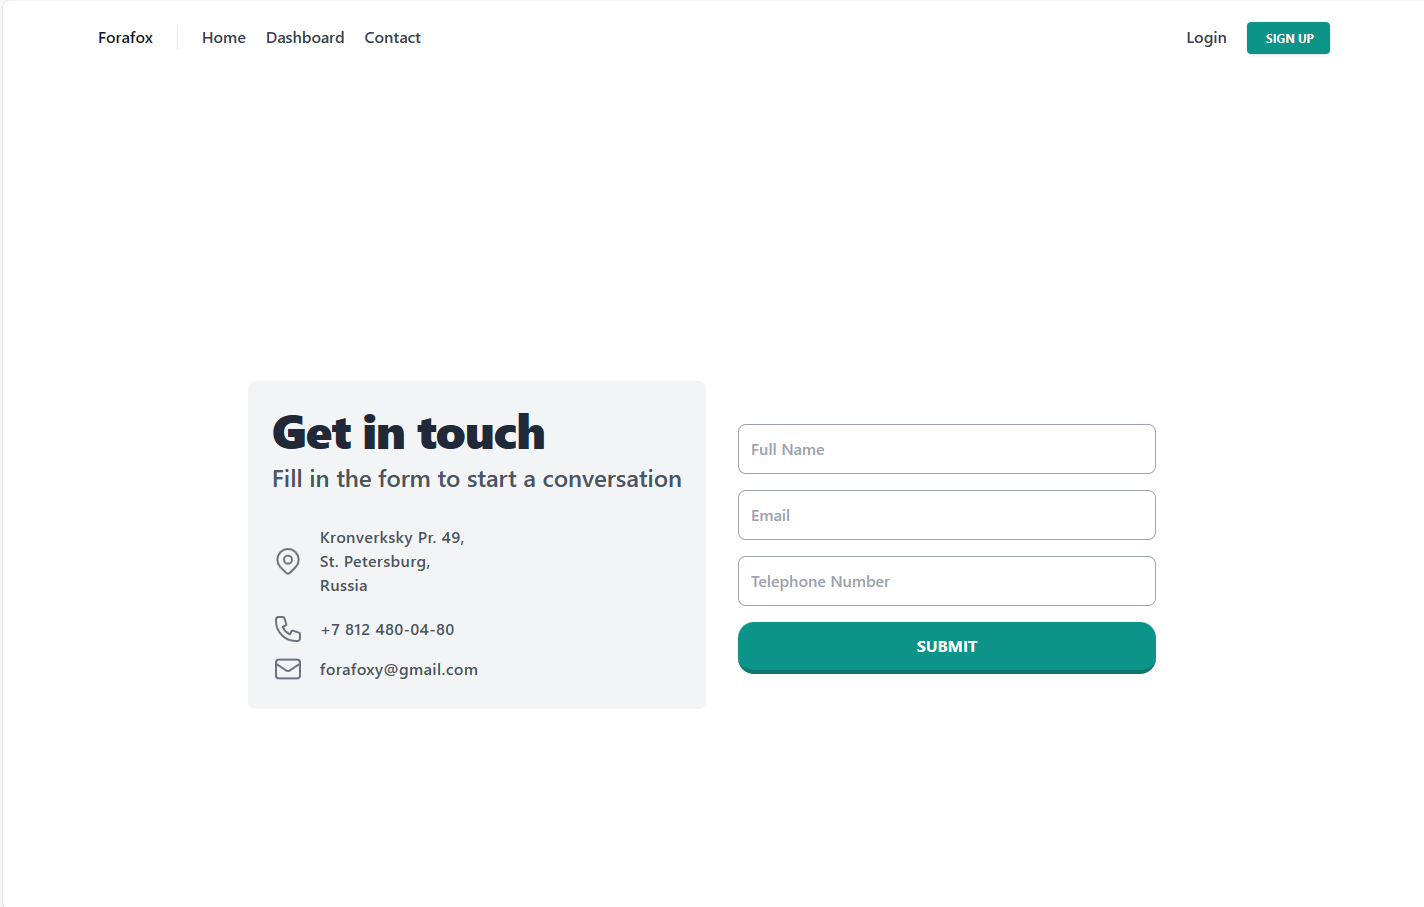 Forafox
Home
Dashboard
Contact
Login
SIGN UP
Get in touch
Fill in the form to start a conversation
Kronverksky Pr. 49,
St. Petersburg,
Russia
+7 812 480-04-80
forafoxy@gmail.com
Full Name
Email
Telephone Number
SUBMIT